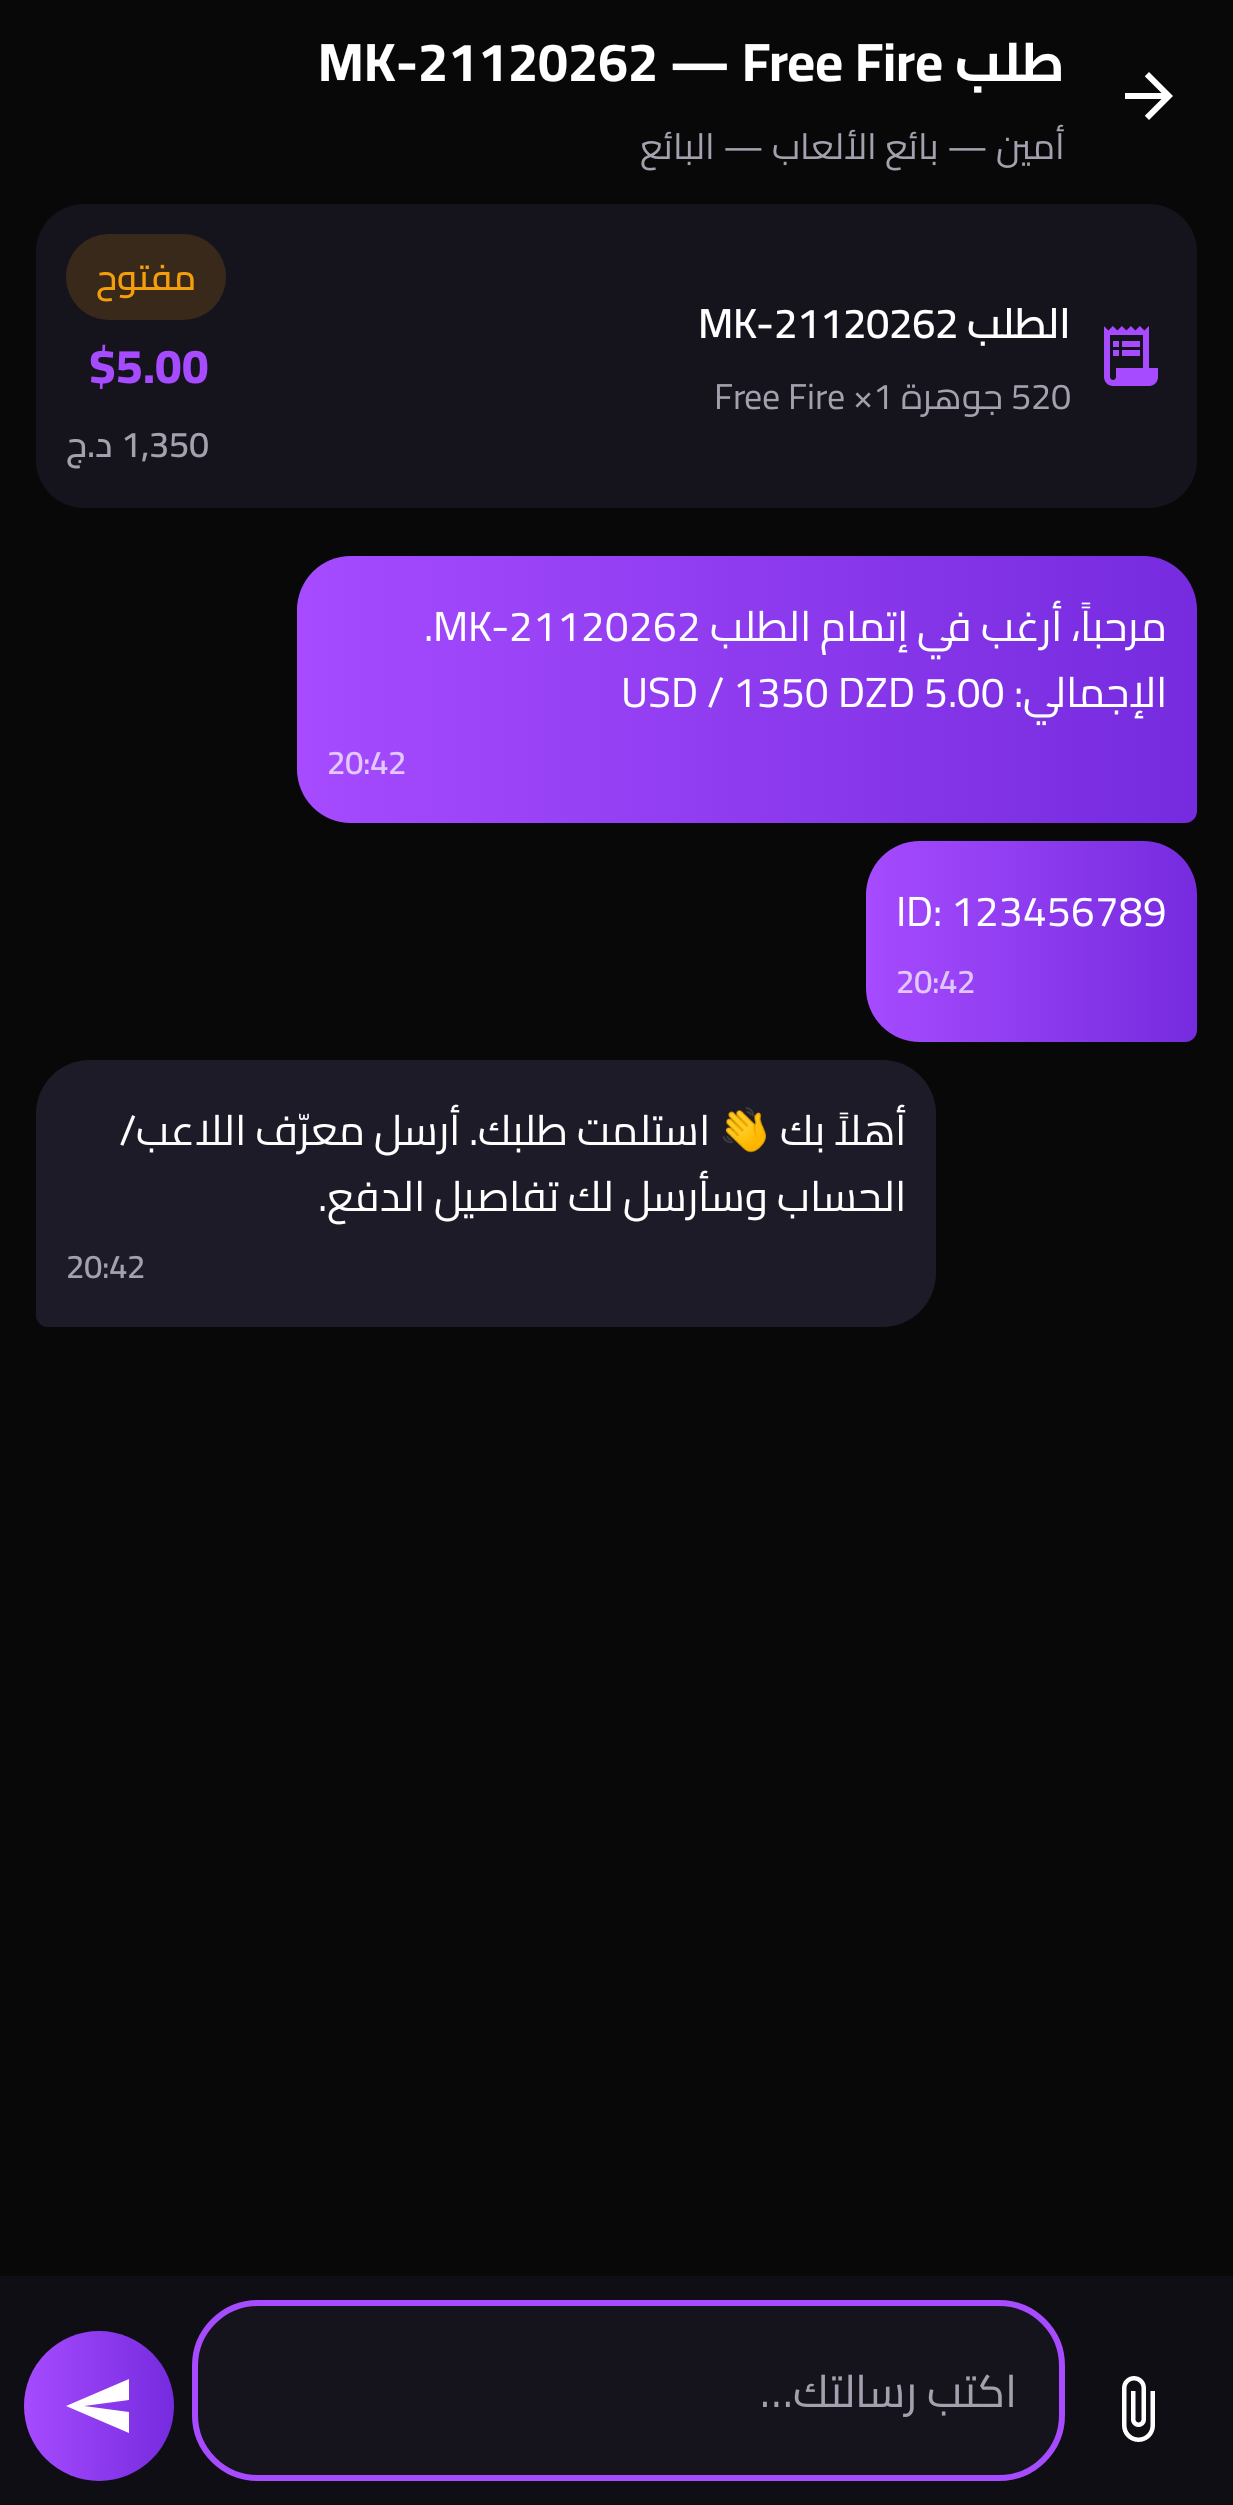 طلب Free Fire — MK-21120262
أمين — بائع الألعاب — البائع
مفتوح
الطلب MK-21120262
$5.00
520 جوهرة Free Fire ×1
1,350 د.ج
مرحباً، أرغب في إتمام الطلب MK-21120262.
الإجمالي: 5.00 USD / 1350 DZD
20:42
ID: 123456789
20:42
أهلاً بك 👋 استلمت طلبك. أرسل معرّف اللاعب/
الحساب وسأرسل لك تفاصيل الدفع.
20:42
اكتب رسالتك...